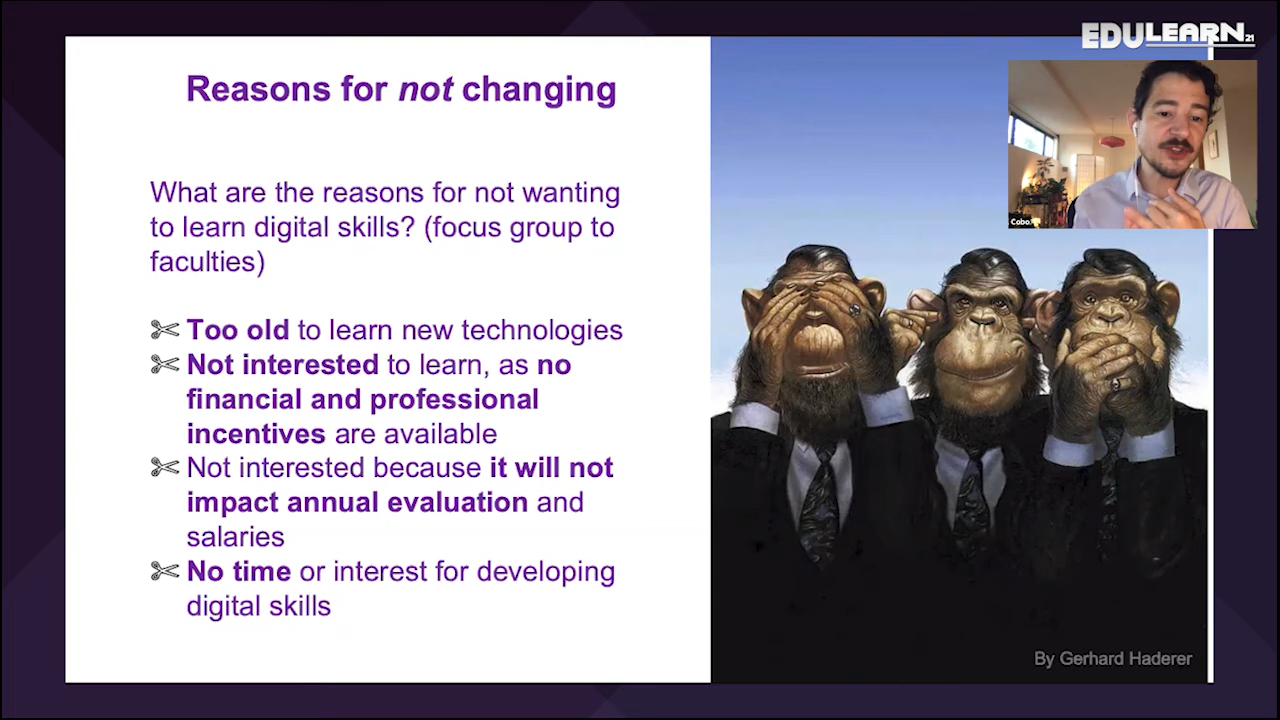 EDULEARN21
Reasons for not changing
Cobo
What are the reasons for not wanting
to learn digital skills? (focus group to
faculties)
Too old to learn new technologies
Not interested to learn, as no
financial and professional
incentives are available
Not interested because it will not
impact annual evaluation and
salaries
No time or interest for developing
digital skills
By Gerhard Haderer